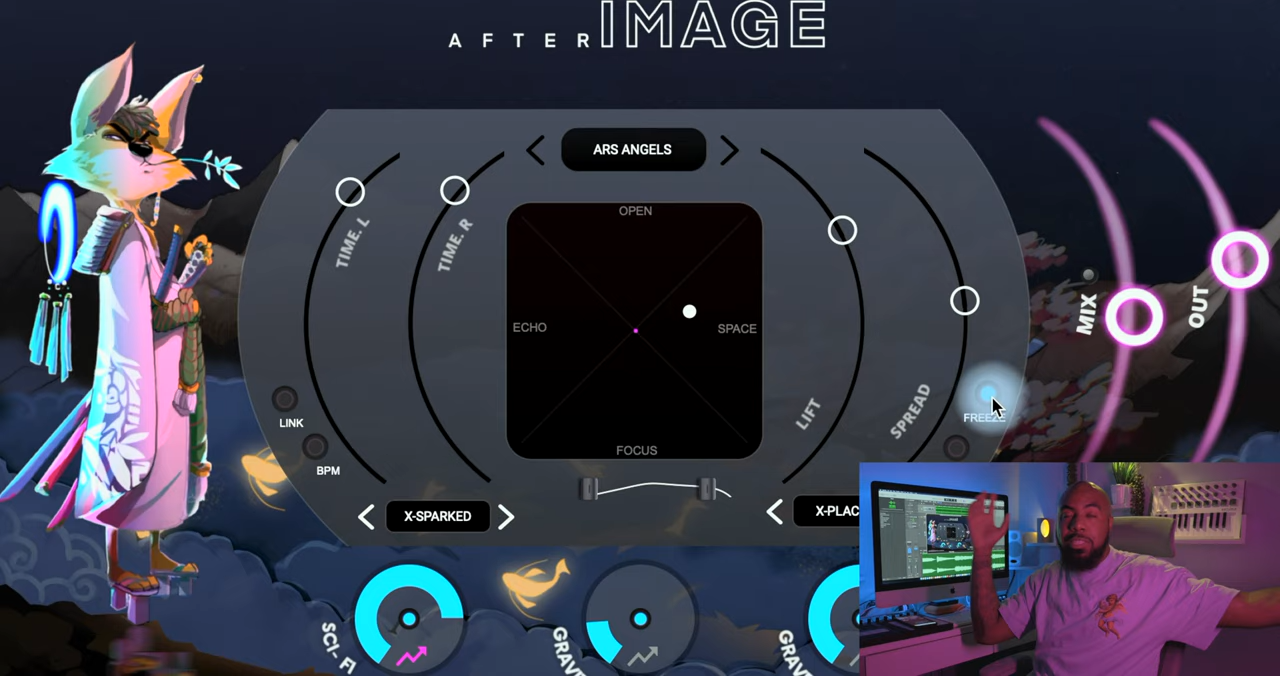 AFTERIMAGE
ARS ANGELS
OPEN
TIME. L
TIME. R
ECHO
SPACE
MIX
OUT
LIFT
SPREAD
FREEZE
LINK
BPM
FOCUS
X-SPARKED
X-PLAC
SCI-FI
GRAV
GRAV